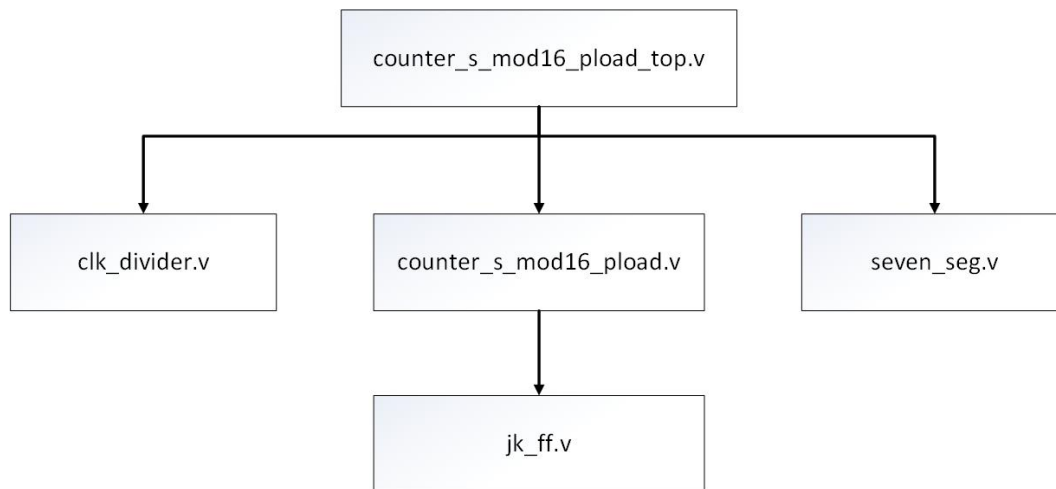 counter_s_mod16_pload_top.v
clk_divider.v
counter_s_mod16_pload.v
seven_seg.v
jk_ff.v